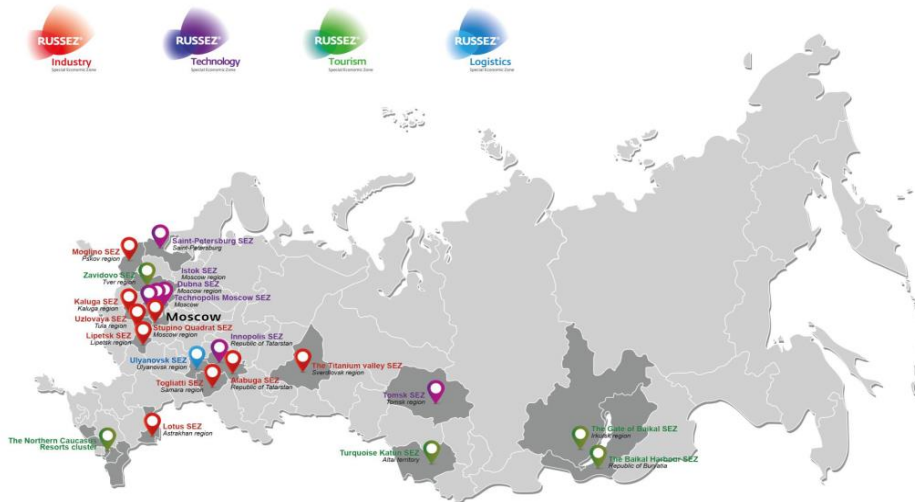 RUSSEZ®
Industry
Special Economic Zone
RUSSEZ®
Technology
Special Economic Zone
RUSSEZ®
Tourism
Special Economic Zone
RUSSEZ®
Logistics
Special Economic Zone
Saint-Petersburg SEZ
Saint-Petersburg
Moglino SEZ
Pskov region
Zavidovo SEZ
Tver region
Istok SEZ
Moscow region
Dubna SEZ
Moscow region
Technopolis Moscow SEZ
Moscow
Kaluga SEZ
Kaluga region
Moscow
Uzlovaya SEZ
Tula region
Stupino Quadrat SEZ
Moscow region
Lipetsk SEZ
Lipetsk region
Innopolis SEZ
Republic of Tatarstan
Ulyanovsk SEZ
Ulyanovsk region
The Titanium valley SEZ
Sverdlovsk region
Togliatti SEZ
Samara region
Alabuga SEZ
Republic of Tatarstan
Tomsk SEZ
Tomsk region
Lotus SEZ
Astrakhan region
The Northern Caucasus
Resorts cluster
Turquoise Katun SEZ
Altai territory
The Gate of Baikal SEZ
Irkutsk region
The Baikal Harbour SEZ
Republic of Buryatia